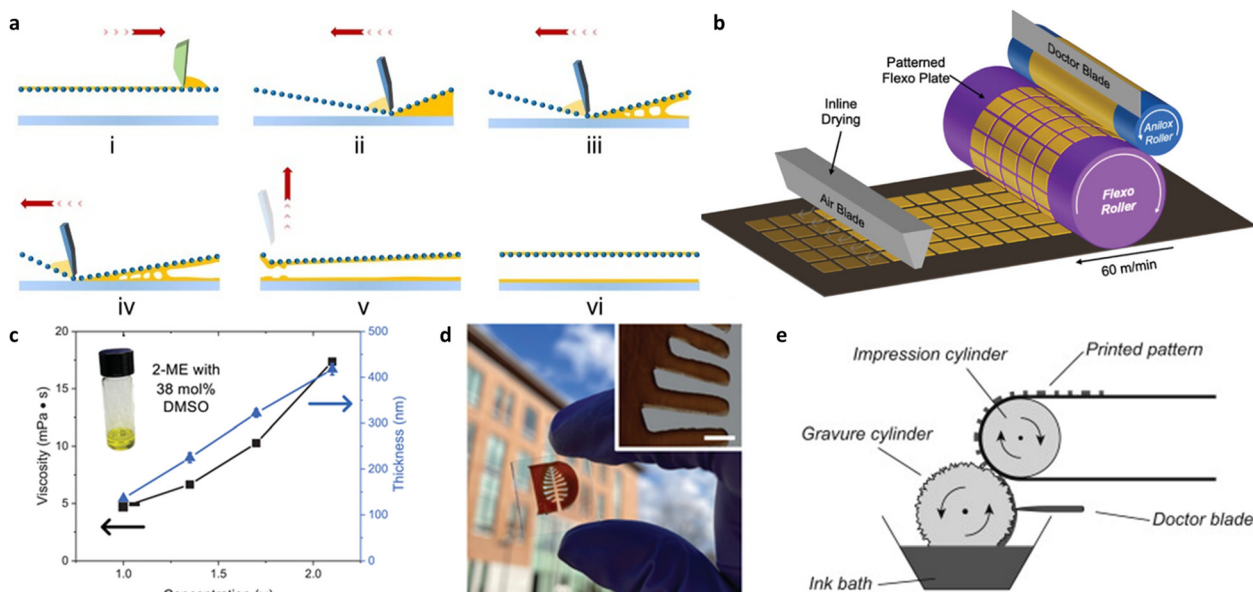 a
i
ii
iii
iv
v
vi
b
Doctor Blade
Patterned
Flexo Plate
Anilox
Roller
Inline
Drying
Air Blade
Flexo
Roller
60 m/min
c
20
15
10
5
0
Viscosity (mPa • s)
2-ME with
38 mol%
DMSO
500
400
300
200
100
0
Thickness (nm)
1.0
1.5
2.0
d
e
Impression cylinder
Printed pattern
Gravure cylinder
Doctor blade
Ink bath